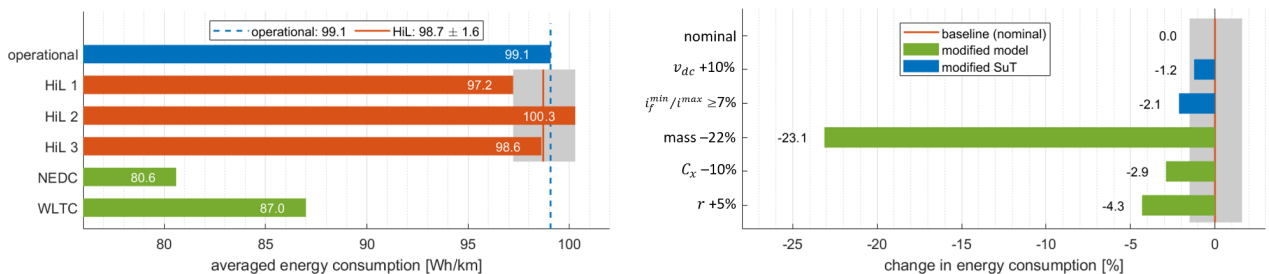 operational: 99.1
HiL: 98.7 ± 1.6
operational
99.1
HiL 1
97.2
HiL 2
100.3
HiL 3
98.6
NEDC
80.6
WLTC
87.0
80 85 90 95 100
averaged energy consumption [Wh/km]
baseline (nominal)
modified model
modified SuT
nominal
0.0
v_dc +10%
-1.2
i_f^min/i^max ≥7%
-2.1
mass −22%
-23.1
C_x −10%
-2.9
r +5%
-4.3
-25 -20 -15 -10 -5 0
change in energy consumption [%]